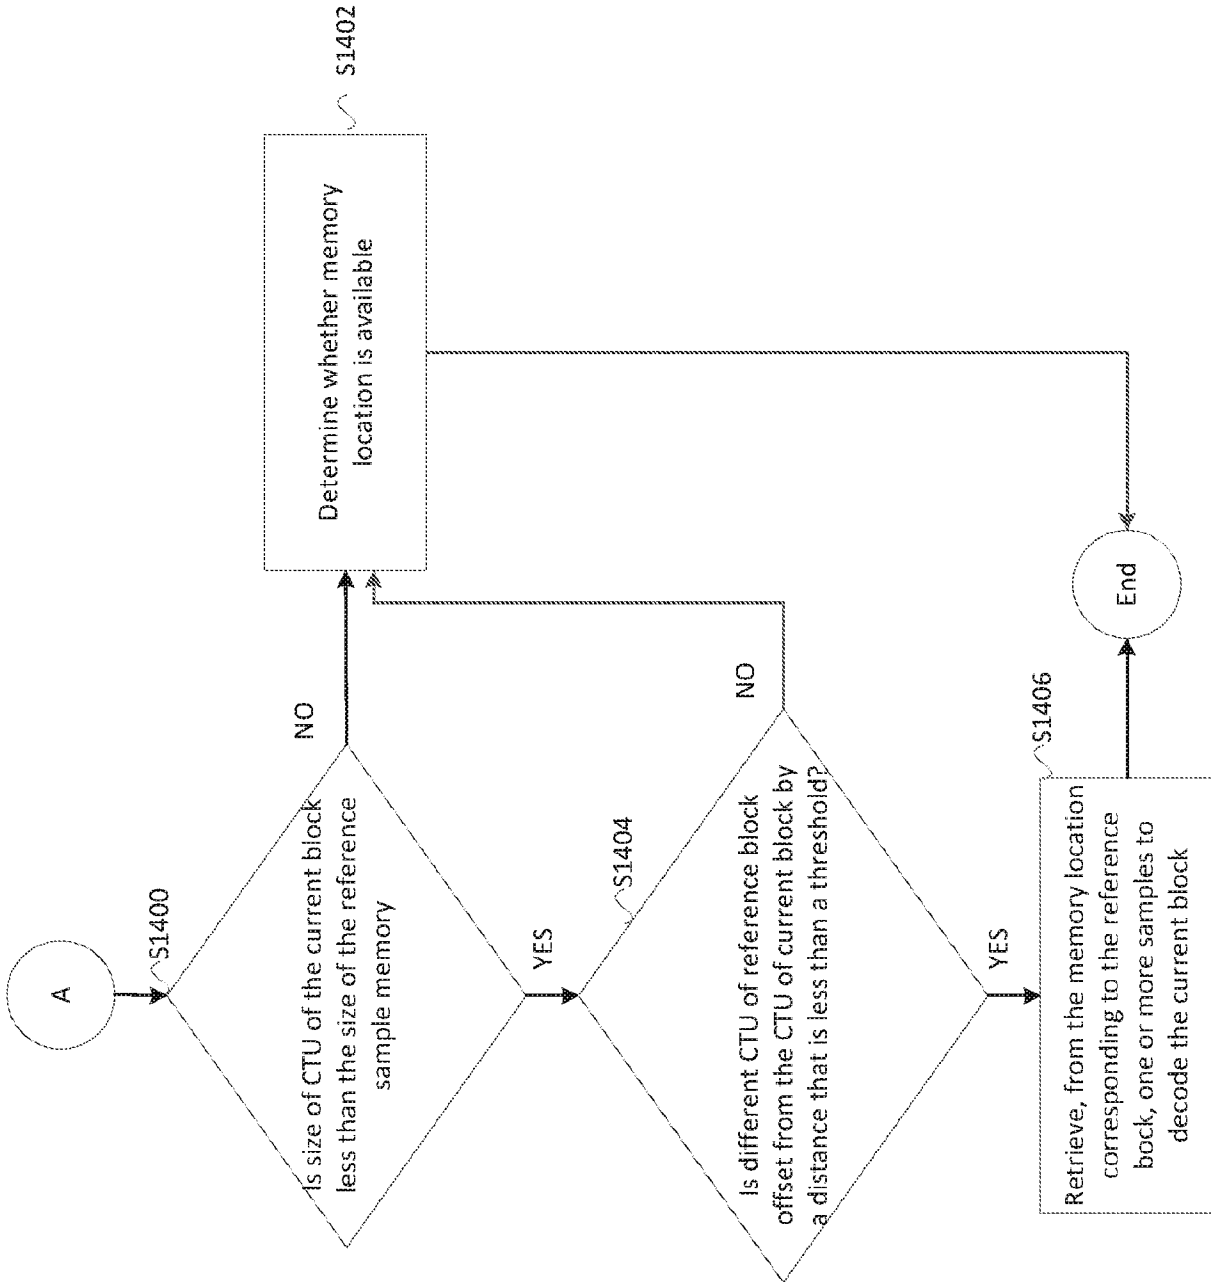 A
S1400
Is size of CTU of the current block
less than the size of the reference
sample memory
NO
S1402
Determine whether memory
location is available
YES
S1404
Is different CTU of reference block
offset from the CTU of current block by
a distance that is less than a threshold?
NO
YES
S1406
Retrieve, from the memory location
corresponding to the reference
bock, one or more samples to
decode the current block
End